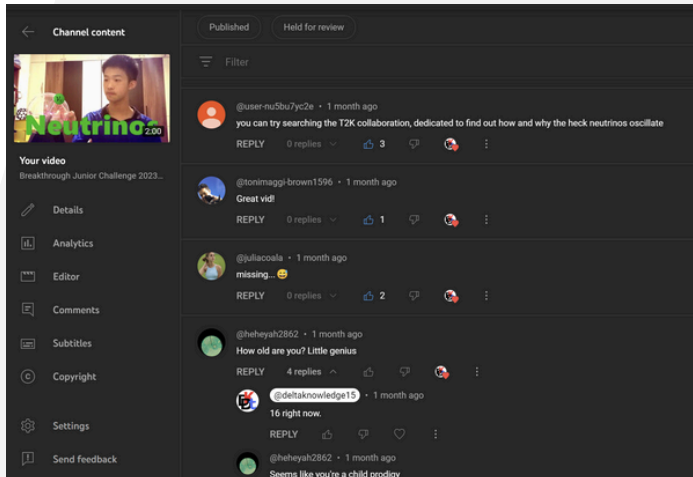 Channel content
Neutrinos
2:00
Your video
Breakthrough Junior Challenge 2023...
Details
Analytics
Editor
Comments
Subtitles
Copyright
Settings
Send feedback
Published
Held for review
Filter
@user-nu5bu7yc2e • 1 month ago
you can try searching the T2K collaboration, dedicated to find out how and why the heck neutrinos oscillate
REPLY 0 replies 3
@tonimaggi-brown1596 • 1 month ago
Great vid!
REPLY 0 replies 1
@juliacoala • 1 month ago
missing... 😅
REPLY 0 replies 2
@heheyah2862 • 1 month ago
How old are you? Little genius
REPLY 4 replies
@deltaknowledge15 • 1 month ago
16 right now.
REPLY
@heheyah2862 • 1 month ago
Seems like you're a child prodigy